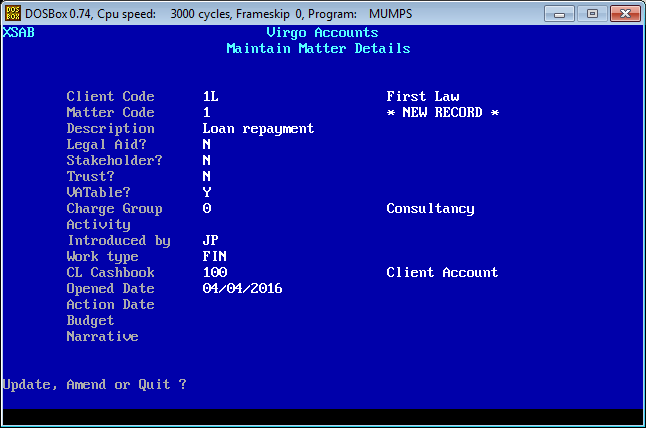 DOSBox 0.74, Cpu speed: 3000 cycles, Frameskip 0, Program: MUMPS
XSAB Virgo Accounts
Maintain Matter Details
Client Code 1L First Law
Matter Code 1 * NEW RECORD *
Description Loan repayment
Legal Aid? N
Stakeholder? N
Trust? N
VATable? Y
Charge Group 0 Consultancy
Activity
Introduced by JP
Work type FIN
CL Cashbook 100 Client Account
Opened Date 04/04/2016
Action Date
Budget
Narrative
Update, Amend or Quit ?